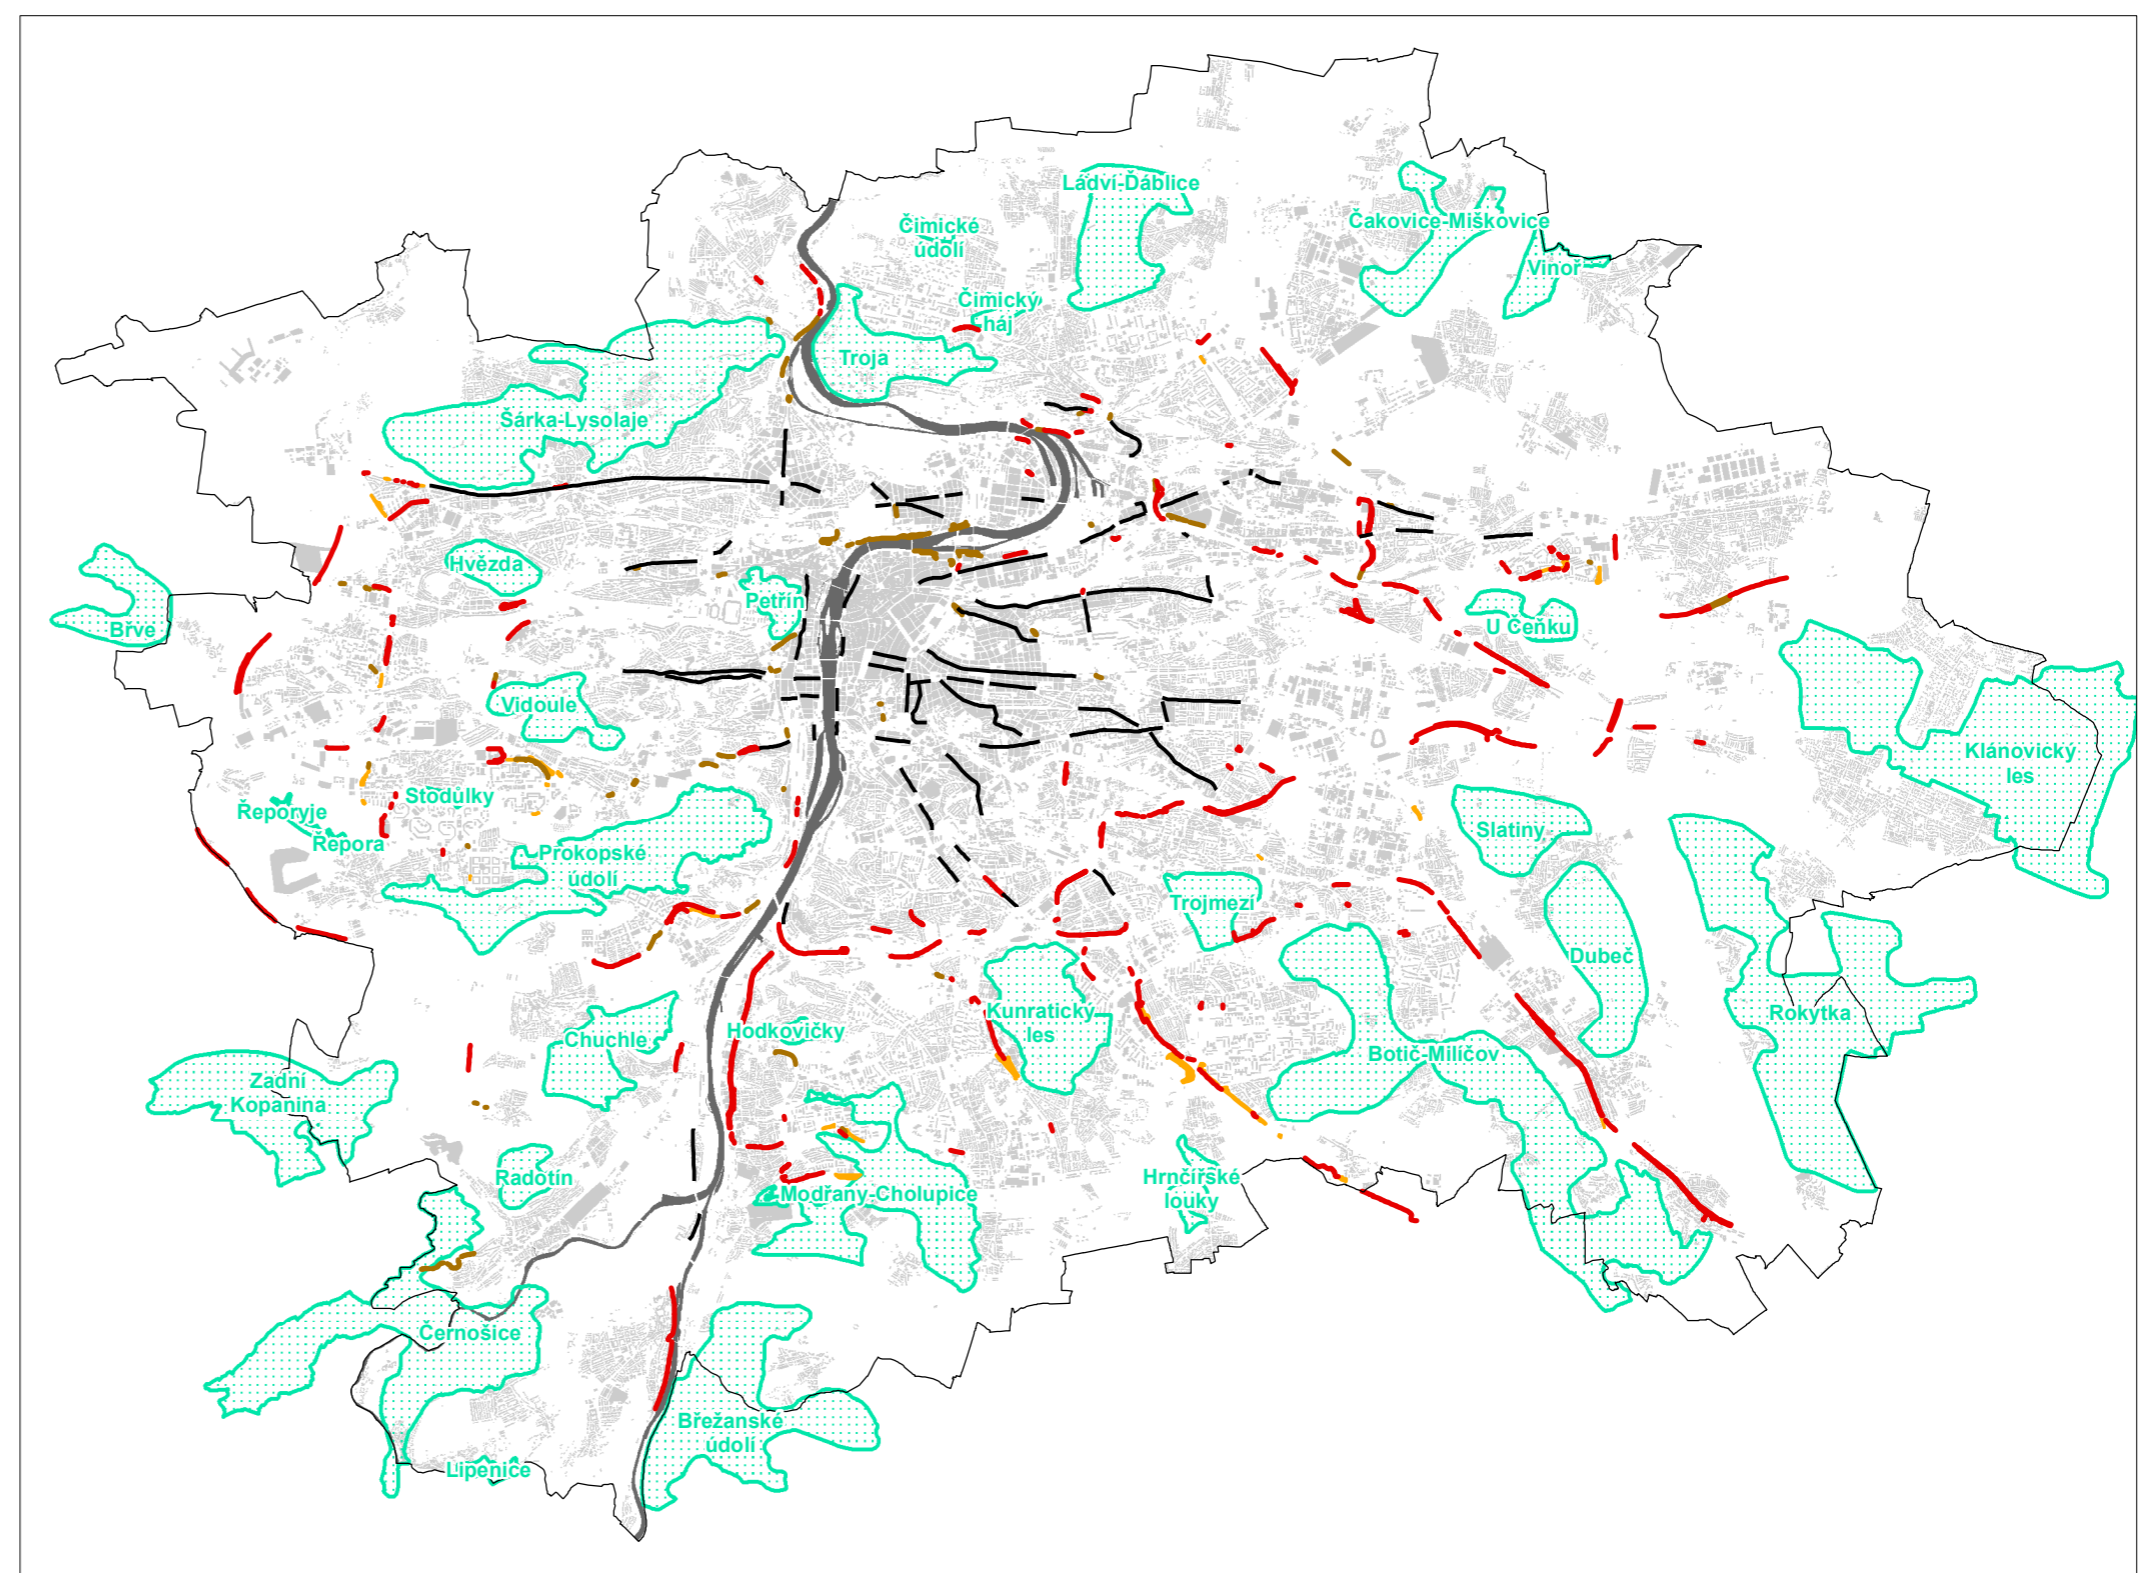 Ládví-Ďáblice
Čimické
údolí
Čakovice-Miškovice
Vinoř
Čimický
háj
Troja
Šárka-Lysolaje
Hvězda
Petřín
Břve
U Čeňku
Vidoule
Klánovický
les
Stodůlky
Řeporyje
Řepora
Prokopské
údolí
Slatiny
Trojmezí
Dubeč
Kunratický
les
Rokytka
Hodkovičky
Chuchle
Botič-Milíčov
Zadní
Kopanina
Radotín
Modřany-Cholupice
Hrnčířské
louky
Černošice
Břežanské
údolí
Lipenice